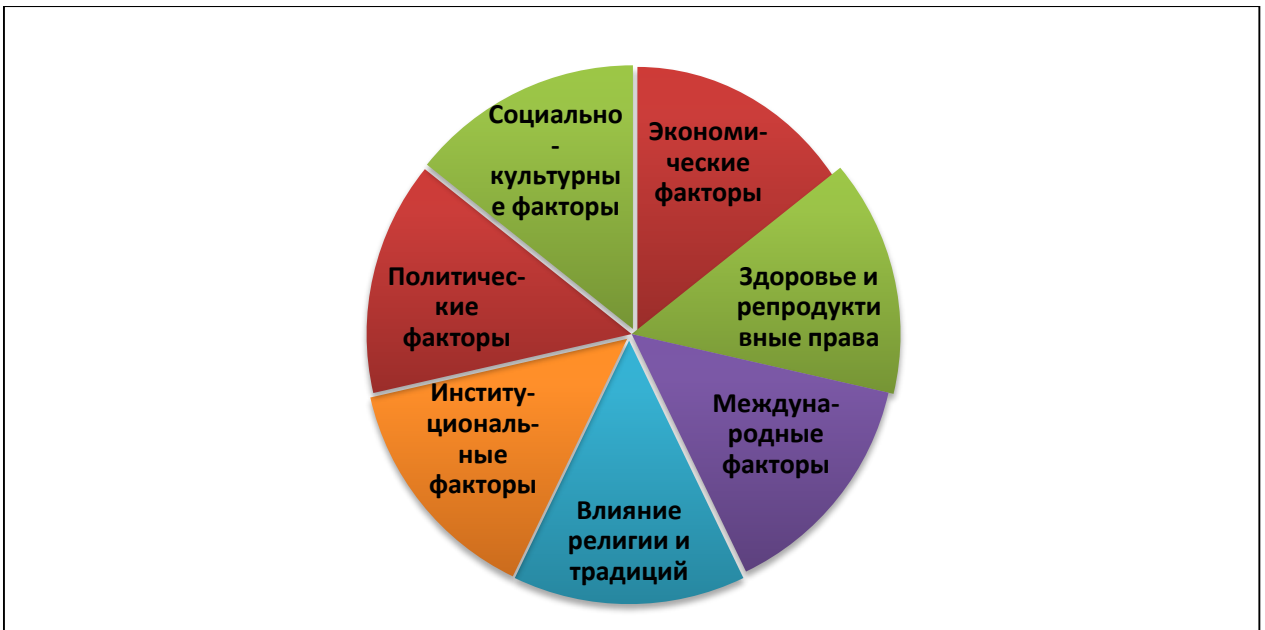 Социально
-
культурны
е факторы
Экономи-
ческие
факторы
Здоровье и
репродукти
вные права
Междуна-
родные
факторы
Влияние
религии и
традиций
Институ-
циональ-
ные
факторы
Политичес-
кие
факторы